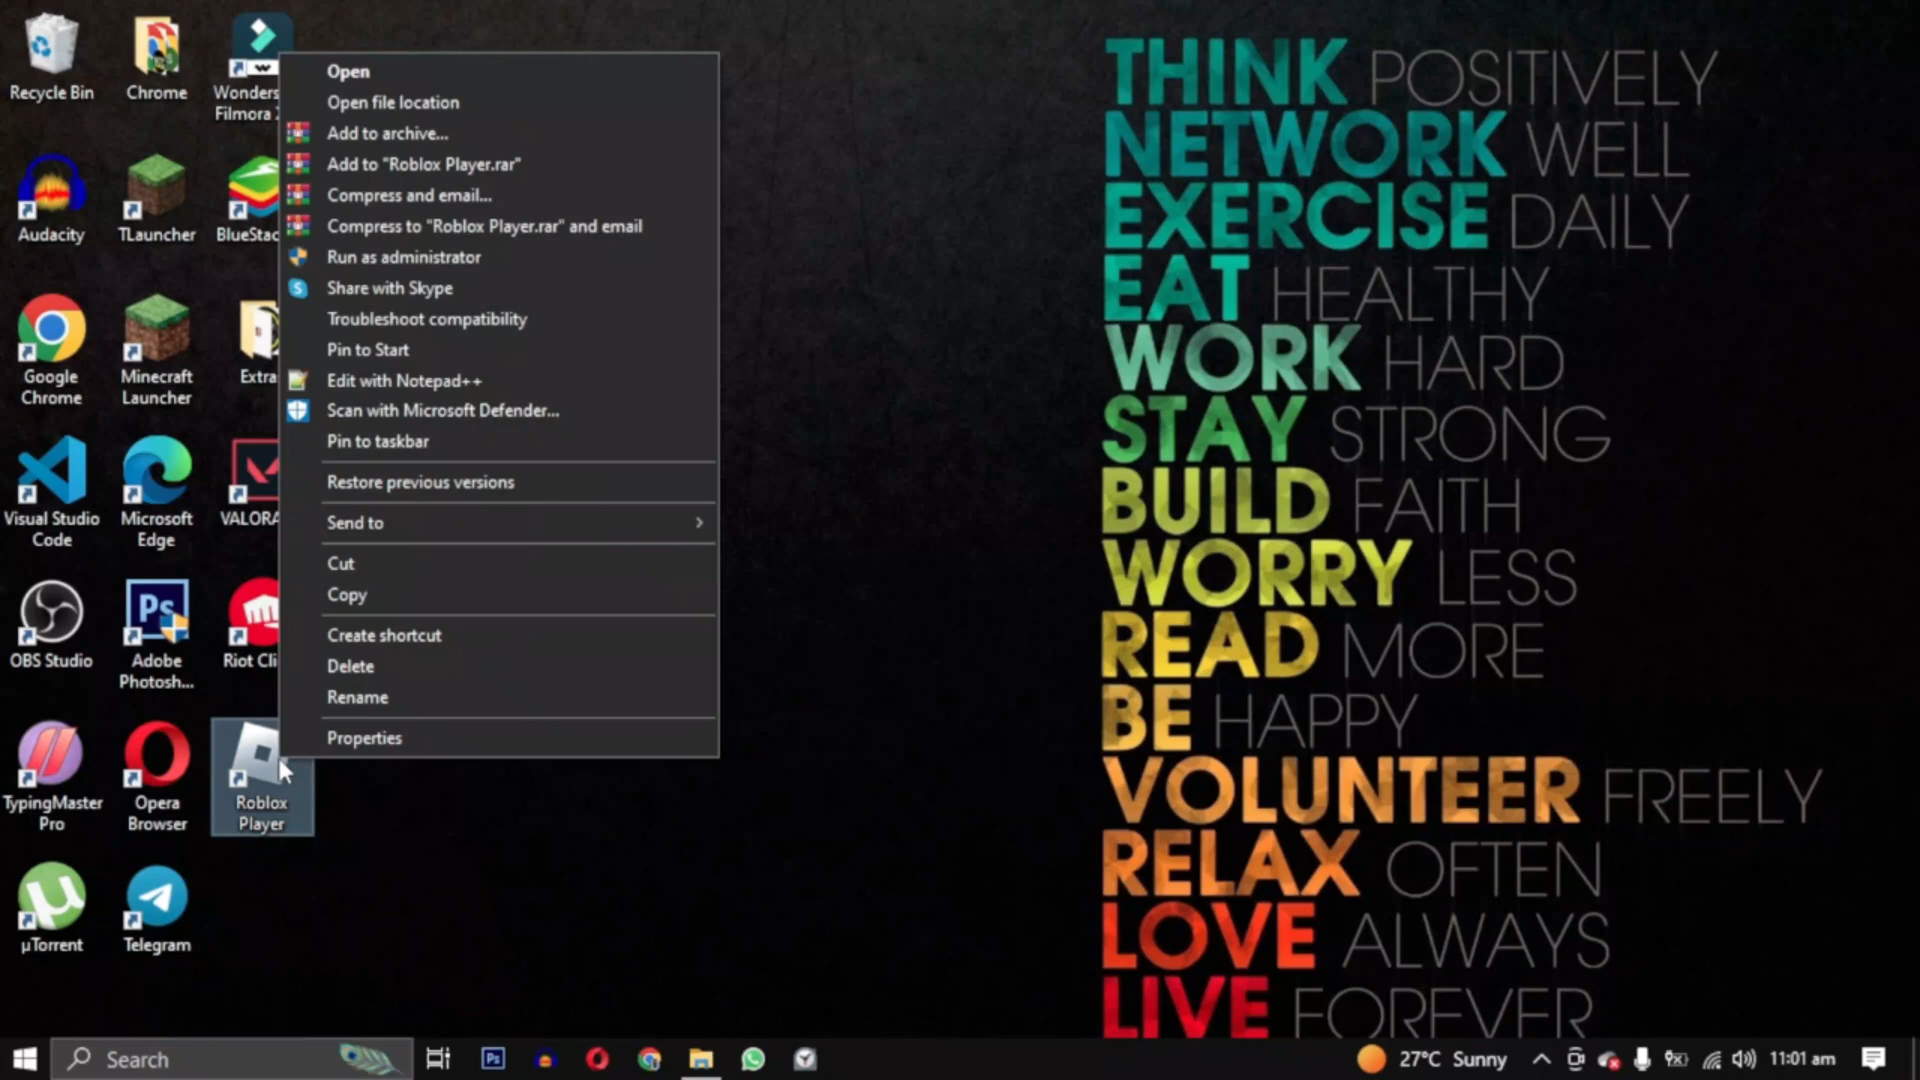 Recycle Bin
Chrome
Wonders
Filmora
Audacity
TLauncher
BlueStac
Google
Chrome
Minecraft
Launcher
Extra
Visual Studio
Code
Microsoft
Edge
VALORA
OBS Studio
Adobe
Photosh...
Riot Cli
TypingMaster
Pro
Opera
Browser
Roblox
Player
µTorrent
Telegram
Open
Open file location
Add to archive...
Add to "Roblox Player.rar"
Compress and email...
Compress to "Roblox Player.rar" and email
Run as administrator
Share with Skype
Troubleshoot compatibility
Pin to Start
Edit with Notepad++
Scan with Microsoft Defender...
Pin to taskbar
Restore previous versions
Send to
Cut
Copy
Create shortcut
Delete
Rename
Properties
THINK POSITIVELY
NETWORK WELL
EXERCISE DAILY
EAT HEALTHY
WORK HARD
STAY STRONG
BUILD FAITH
WORRY LESS
READ MORE
BE HAPPY
VOLUNTEER FREELY
RELAX OFTEN
LOVE ALWAYS
LIVE FOREVER
Search
Ps
27°C Sunny
11:01 am